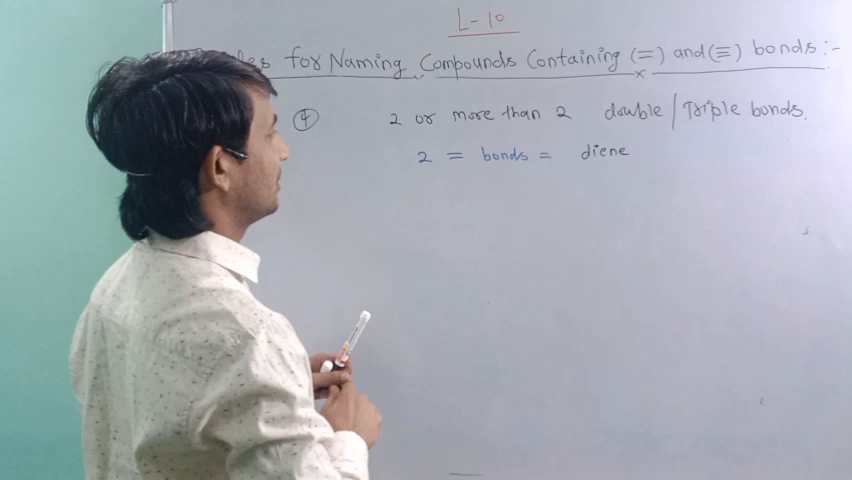 L-10
for Naming Compounds Containing (=) and (≡) bonds:-
④ 2 or more than 2 double/Triple bonds.
2 = bonds = diene